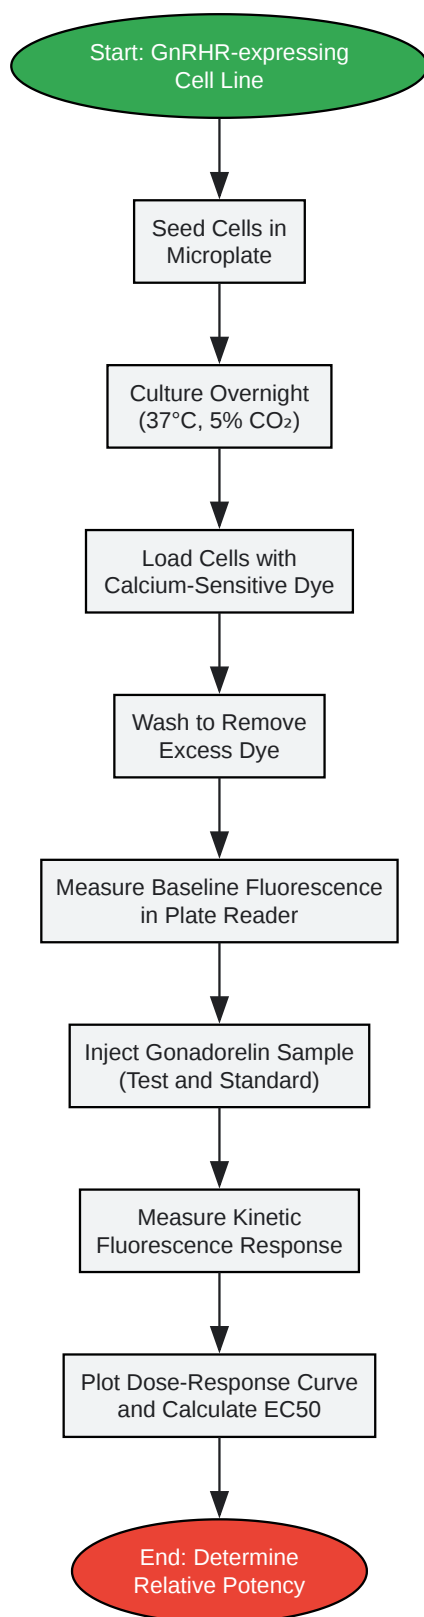 Start: GnRHR-expressing
Cell Line
Seed Cells in
Microplate
Culture Overnight
(37°C, 5% CO₂)
Load Cells with
Calcium-Sensitive Dye
Wash to Remove
Excess Dye
Measure Baseline Fluorescence
in Plate Reader
Inject Gonadorelin Sample
(Test and Standard)
Measure Kinetic
Fluorescence Response
Plot Dose-Response Curve
and Calculate EC50
End: Determine
Relative Potency